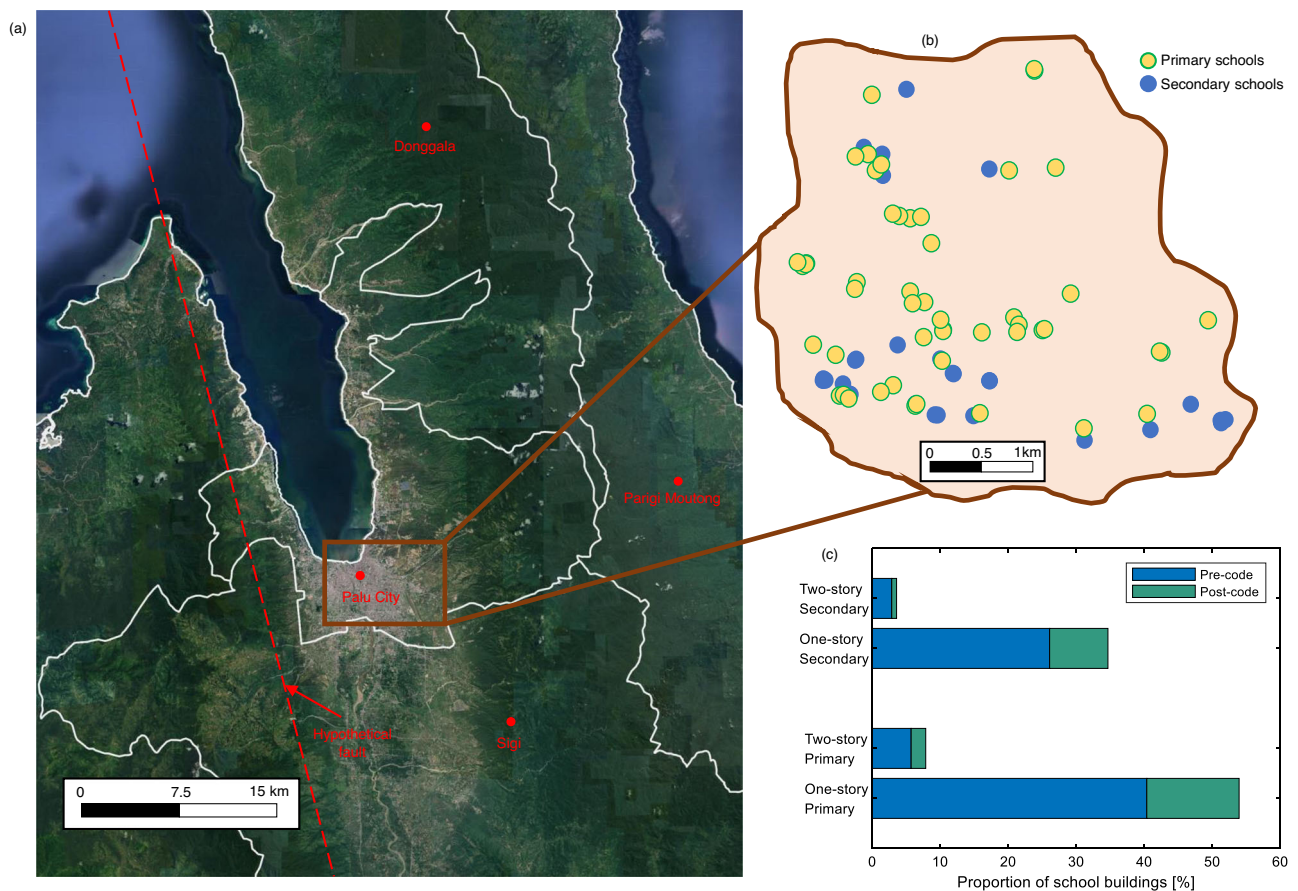 (a)
Donggala
Parigi Moutong
Palu City
Hypothetical
fault
Sigi
0 7.5 15 km
(b)
Primary schools
Secondary schools
0 0.5 1km
(c)
Pre-code
Post-code
Two-story
Secondary
One-story
Secondary
Two-story
Primary
One-story
Primary
0 10 20 30 40 50 60
Proportion of school buildings [%]